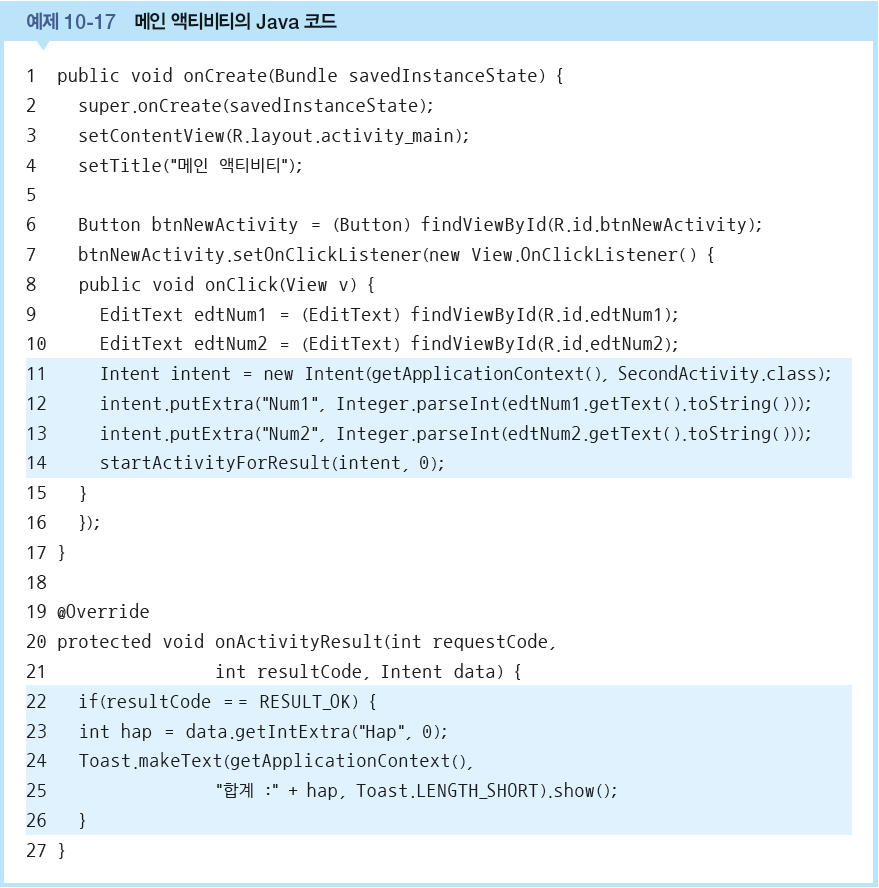 예제 10-17 메인 액티비티의 Java 코드
1 public void onCreate(Bundle savedInstanceState) {
2 super.onCreate(savedInstanceState);
3 setContentView(R.layout.activity_main);
4 setTitle("메인 액티비티");
5
6 Button btnNewActivity = (Button) findViewById(R.id.btnNewActivity);
7 btnNewActivity.setOnClickListener(new View.OnClickListener() {
8 public void onClick(View v) {
9 EditText edtNum1 = (EditText) findViewById(R.id.edtNum1);
10 EditText edtNum2 = (EditText) findViewById(R.id.edtNum2);
11 Intent intent = new Intent(getApplicationContext(), SecondActivity.class);
12 intent.putExtra("Num1", Integer.parseInt(edtNum1.getText().toString()));
13 intent.putExtra("Num2", Integer.parseInt(edtNum2.getText().toString()));
14 startActivityForResult(intent, 0);
15 }
16 });
17 }
18
19 @Override
20 protected void onActivityResult(int requestCode,
21 int resultCode, Intent data) {
22 if(resultCode == RESULT_OK) {
23 int hap = data.getIntExtra("Hap", 0);
24 Toast.makeText(getApplicationContext(),
25 "합계 :" + hap, Toast.LENGTH_SHORT).show();
26 }
27 }